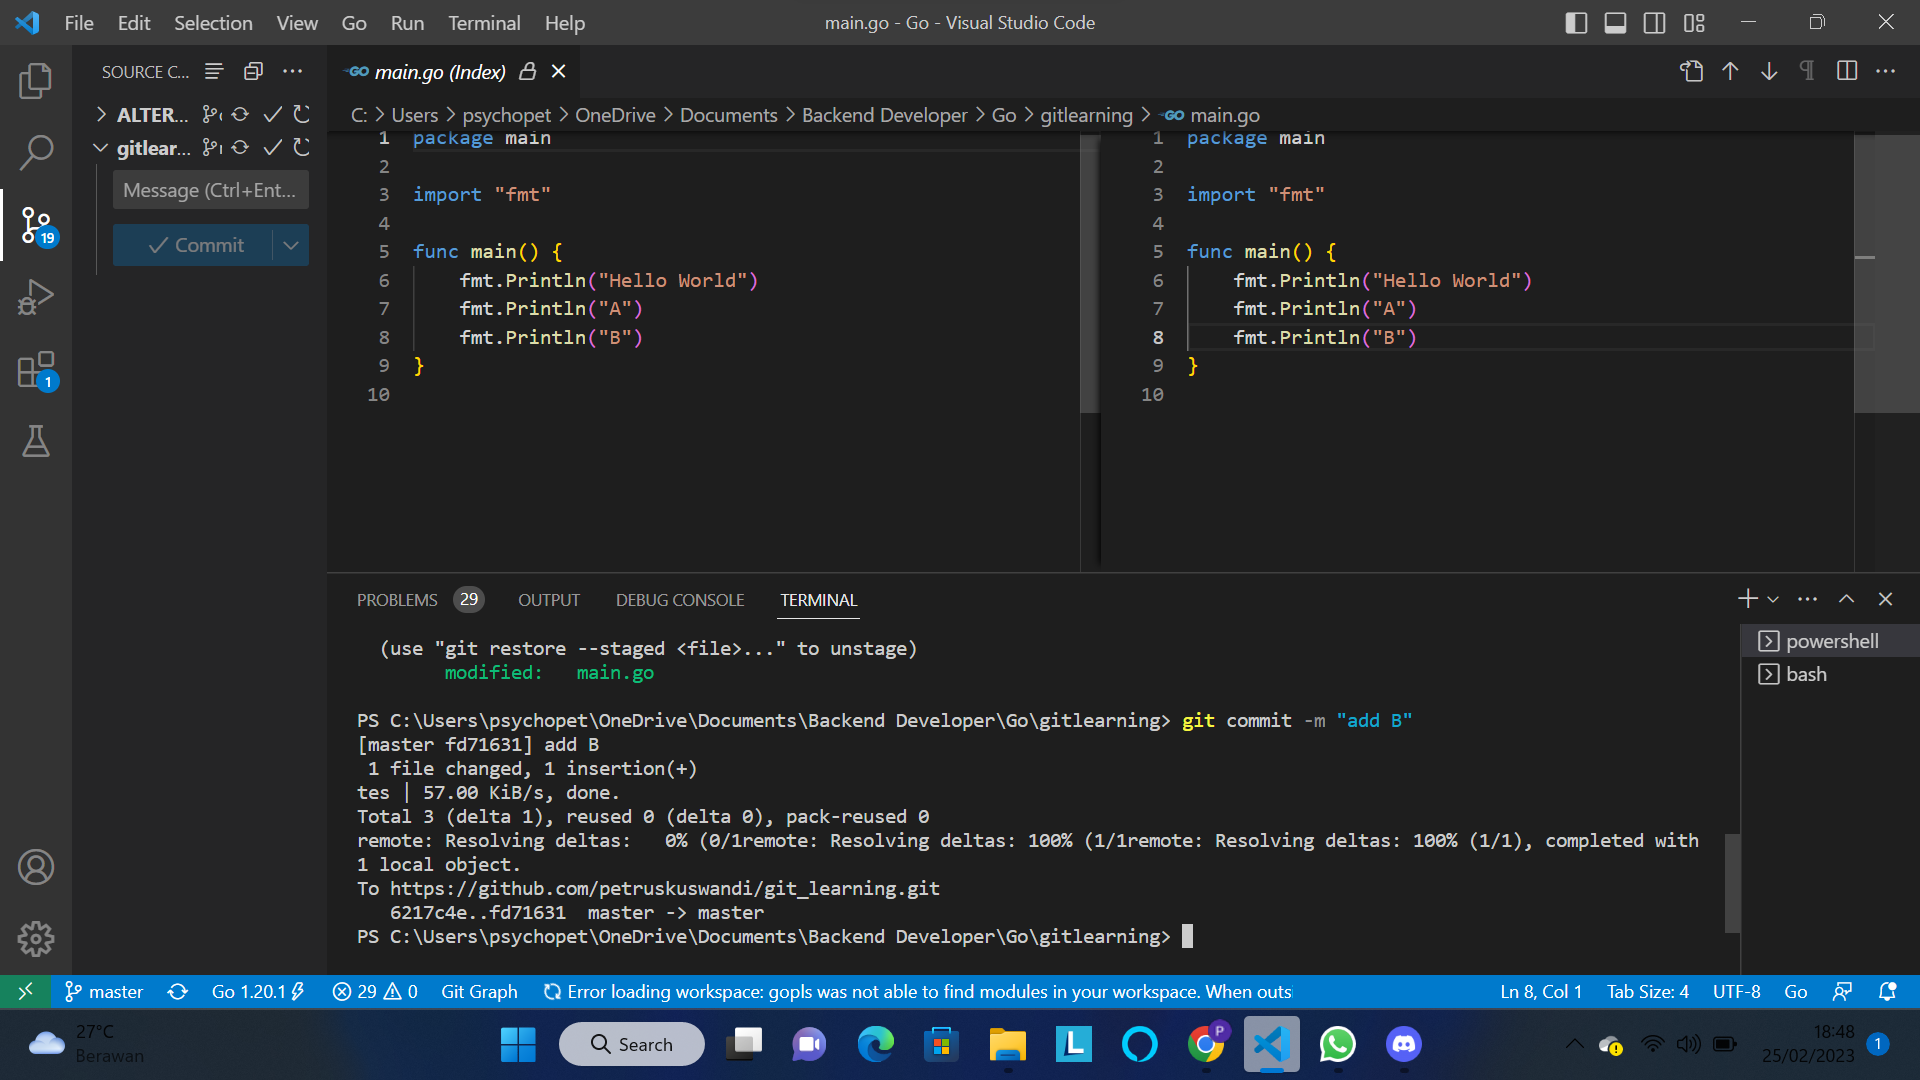 File Edit Selection View Go Run Terminal Help
main.go - Go - Visual Studio Code
SOURCE C...
ALTER...
gitlear...
Message (Ctrl+Ent...
Commit
19
1
GO main.go (Index)
C: > Users > psychopet > OneDrive > Documents > Backend Developer > Go > gitlearning > GO main.go
1 package main
2
3 import "fmt"
4
5 func main() {
6 fmt.Println("Hello World")
7 fmt.Println("A")
8 fmt.Println("B")
9 }
10
1 package main
2
3 import "fmt"
4
5 func main() {
6 fmt.Println("Hello World")
7 fmt.Println("A")
8 fmt.Println("B")
9 }
10
PROBLEMS 29 OUTPUT DEBUG CONSOLE TERMINAL
powershell
bash
(use "git restore --staged <file>..." to unstage)
modified: main.go
PS C:\Users\psychopet\OneDrive\Documents\Backend Developer\Go\gitlearning> git commit -m "add B"
[master fd71631] add B
1 file changed, 1 insertion(+)
tes | 57.00 KiB/s, done.
Total 3 (delta 1), reused 0 (delta 0), pack-reused 0
remote: Resolving deltas: 0% (0/1remote: Resolving deltas: 100% (1/1remote: Resolving deltas: 100% (1/1), completed with
1 local object.
To https://github.com/petruskuswandi/git_learning.git
6217c4e..fd71631 master -> master
PS C:\Users\psychopet\OneDrive\Documents\Backend Developer\Go\gitlearning>
master Go 1.20.1 29 0 Git Graph Error loading workspace: gopls was not able to find modules in your workspace. When outsi Ln 8, Col 1 Tab Size: 4 UTF-8 Go
27°C
Berawan
Search
L
P
18:48
25/02/2023
1